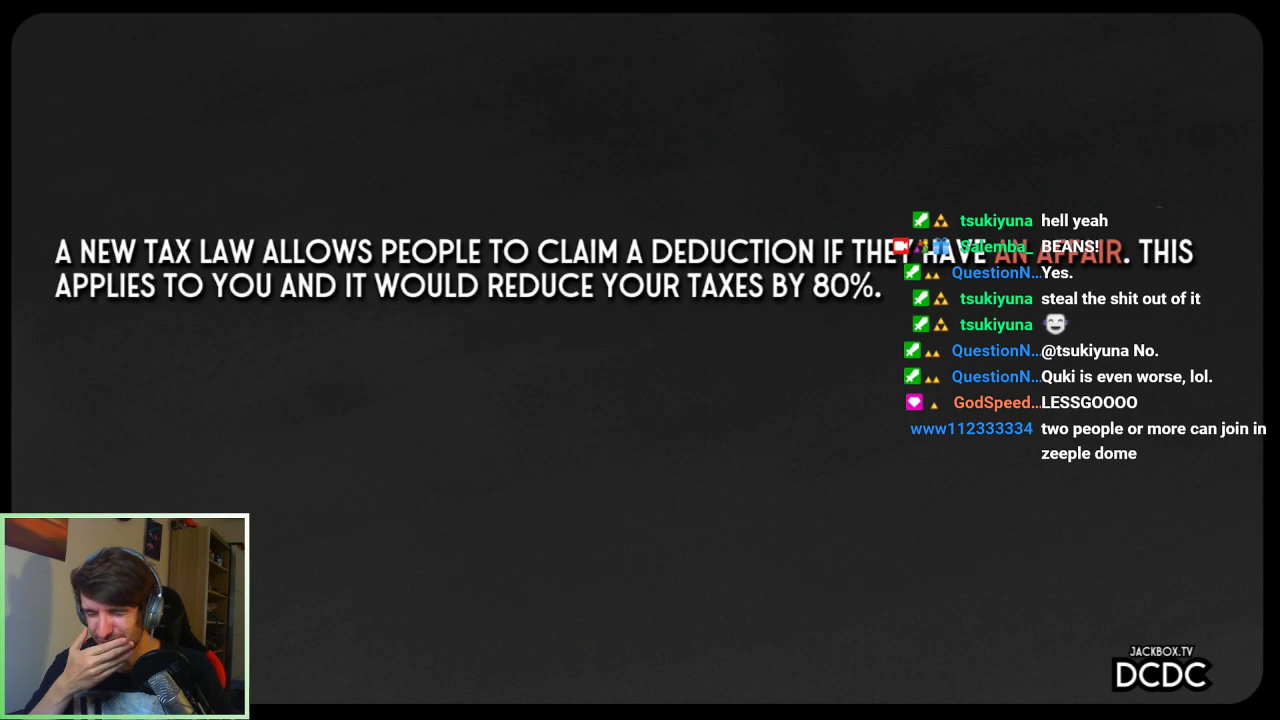 A NEW TAX LAW ALLOWS PEOPLE TO CLAIM A DEDUCTION IF THEY HAVE AN AFFAIR. THIS
APPLIES TO YOU AND IT WOULD REDUCE YOUR TAXES BY 80%.
tsukiyuna hell yeah
Salemba_ BEANS!
QuestionN... Yes.
tsukiyuna steal the shit out of it
tsukiyuna
QuestionN... @tsukiyuna No.
QuestionN... Quki is even worse, lol.
GodSpeed... LESSGOOOO
www112333334 two people or more can join in
zeeple dome
JACKBOX.TV
DCDC